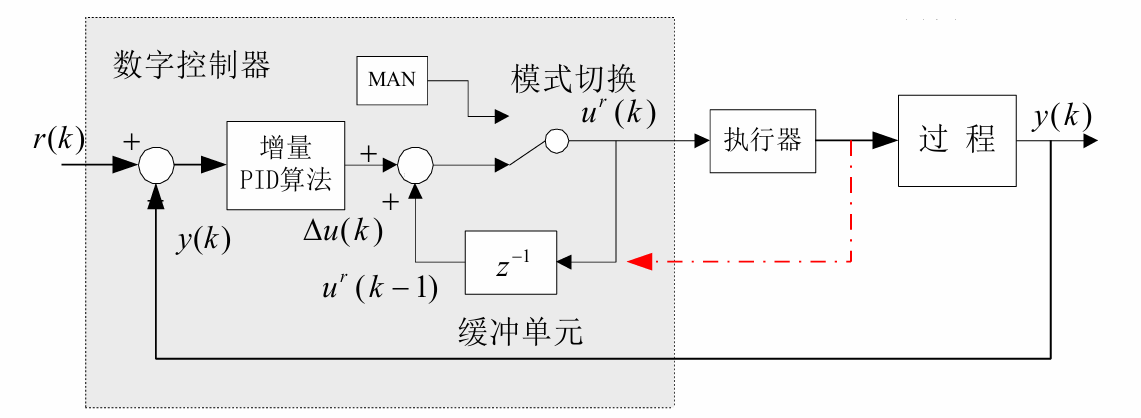 数字控制器
MAN
模式切换
u^r(k)
r(k)
+
增量
PID算法
+
执行器
过 程
y(k)
-
y(k)
Δu(k)
+
z^{-1}
u^r(k-1)
缓冲单元